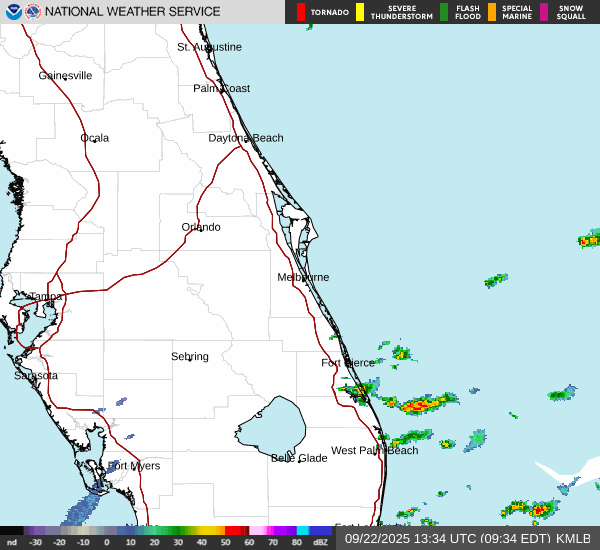 NATIONAL WEATHER SERVICE
TORNADO
SEVERE THUNDERSTORM
FLASH FLOOD
SPECIAL MARINE
SNOW SQUALL
St. Augustine
Gainesville
Palm Coast
Ocala
Daytona Beach
Orlando
Melbourne
Tampa
Sebring
Fort Pierce
Sarasota
West Palm Beach
Belle Glade
Fort Myers
nd -30 -20 -10 0 10 20 30 40 50 60 70 80 dBZ
09/22/2025 13:34 UTC (09:34 EDT) KMLB